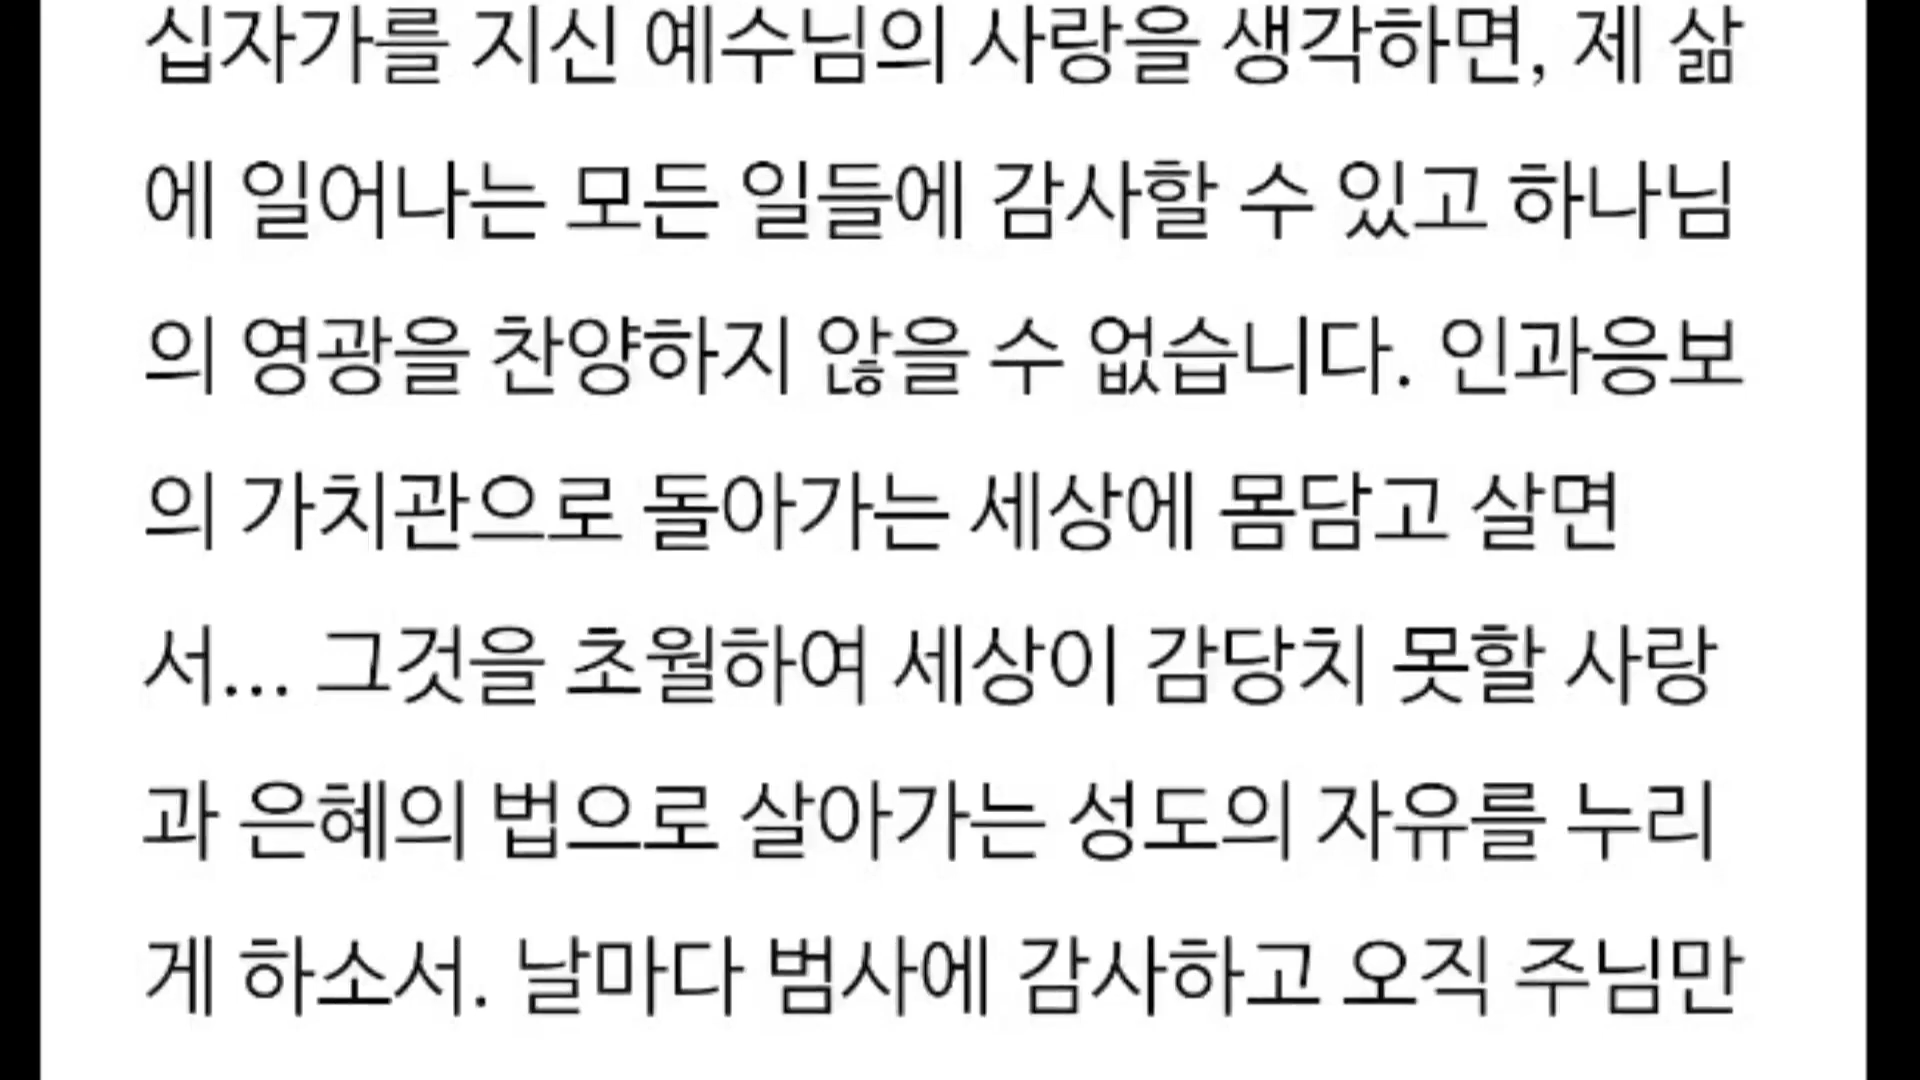 십자가를 지신 예수님의 사랑을 생각하면, 제 삶
에 일어나는 모든 일들에 감사할 수 있고 하나님
의 영광을 찬양하지 않을 수 없습니다. 인과응보
의 가치관으로 돌아가는 세상에 몸담고 살면
서... 그것을 초월하여 세상이 감당치 못할 사랑
과 은혜의 법으로 살아가는 성도의 자유를 누리
게 하소서. 날마다 범사에 감사하고 오직 주님만